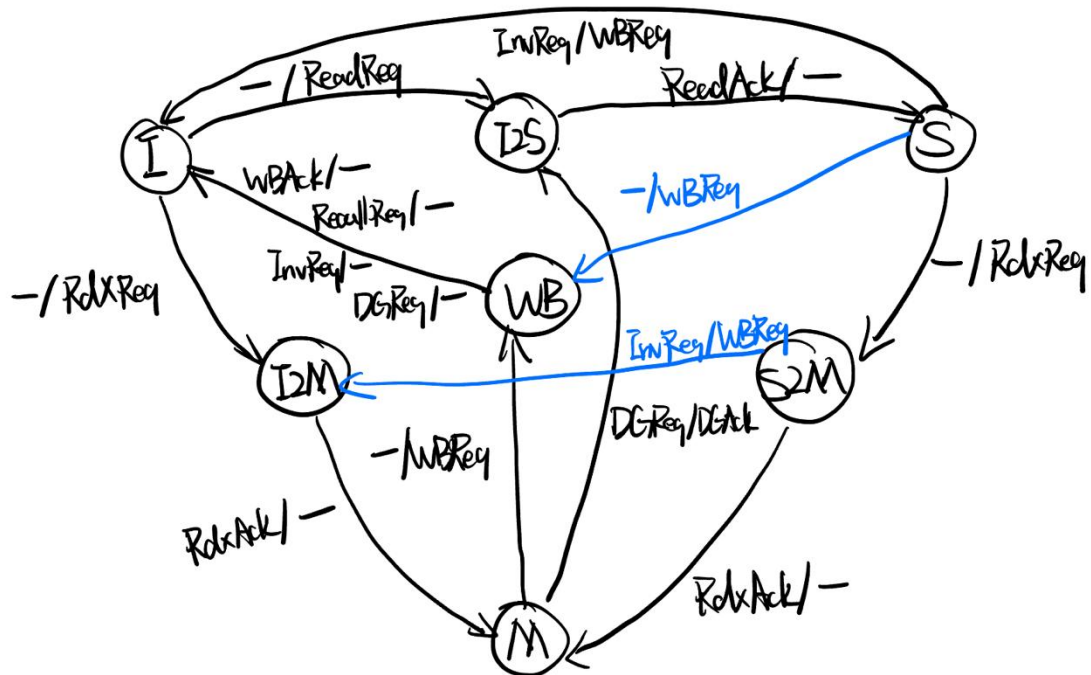 InvReq/WBReq
-/ReadReq
ReadAck/-
I
I2S
S
WBAck/-
RecallReq/-
-/WBReq
InvReq/-
DGReq/-
WB
-/RdXReq
-/RdxReq
InvReq/WBReq
I2M
S2M
DGReq/DGAck
-/WBReq
RdxAck/-
RdxAck/-
M